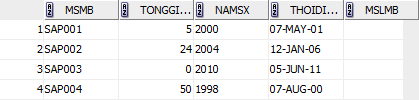 MSMB TONGGI... NAMSX THOIDI... MSLMB
1 SAP001 5 2000 07-MAY-01
2 SAP002 24 2004 12-JAN-06
3 SAP003 0 2010 05-JUN-11
4 SAP004 50 1998 07-AUG-00